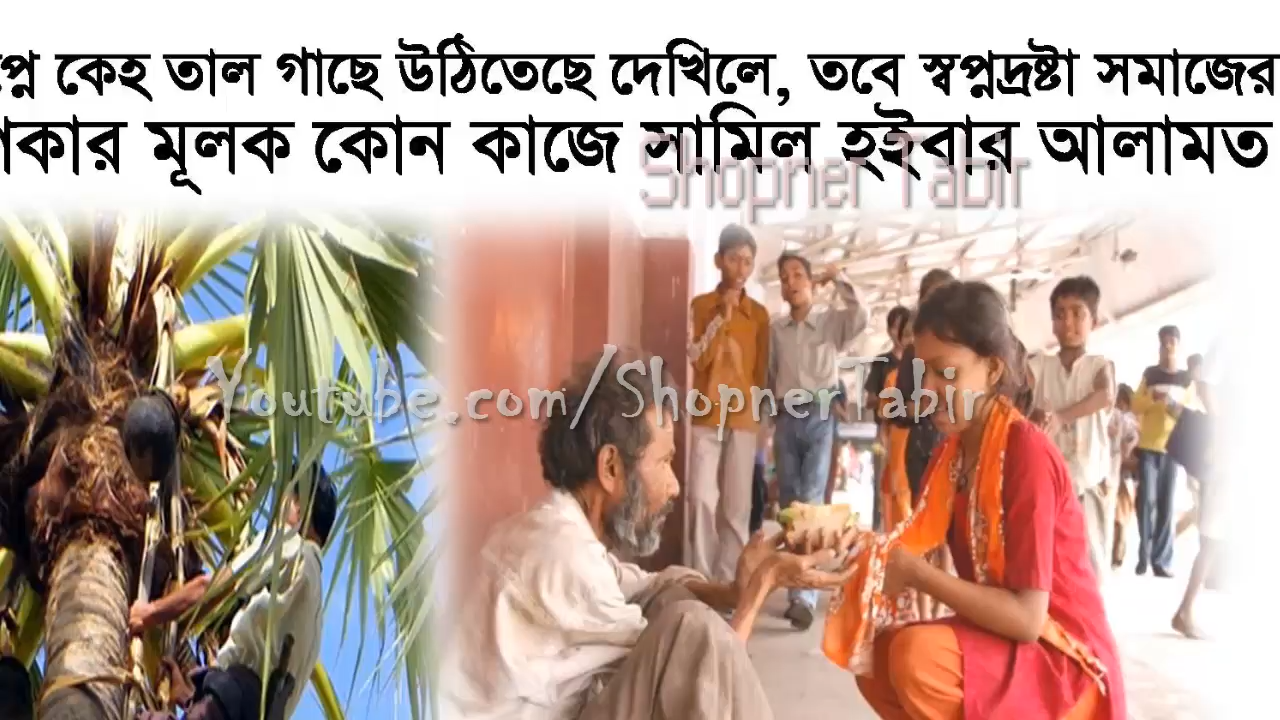 কেহ তাল গাছে উঠিতেছে দেখিলে, তবে স্বপ্নদ্রষ্টা সমাজের
মূলক কোন কাজে সামিল হইবার আলামত
Shopner Tabir
Youtube.com/ShopnerTabir